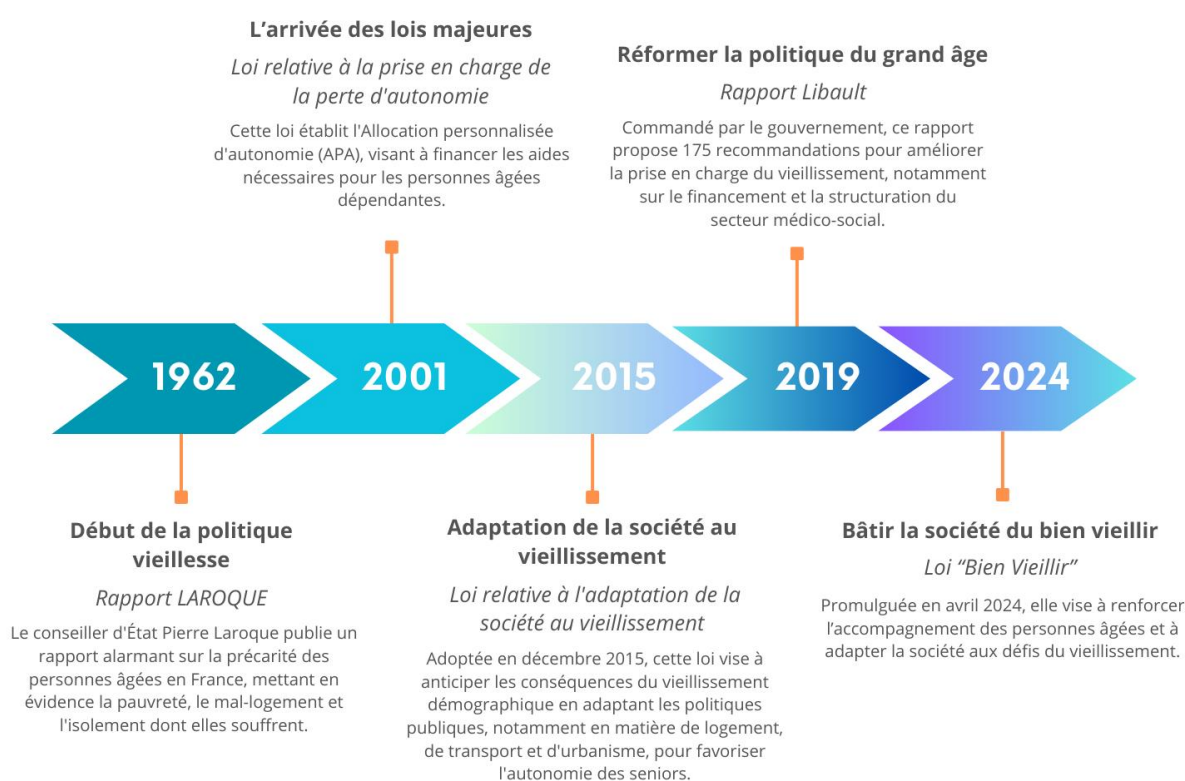 L'arrivée des lois majeures
Loi relative à la prise en charge de
la perte d'autonomie
Cette loi établit l'Allocation personnalisée
d'autonomie (APA), visant à financer les aides
nécessaires pour les personnes âgées
dépendantes.
Réformer la politique du grand âge
Rapport Libault
Commandé par le gouvernement, ce rapport
propose 175 recommandations pour améliorer
la prise en charge du vieillissement, notamment
sur le financement et la structuration du
secteur médico-social.
1962
2001
2015
2019
2024
Début de la politique
vieillesse
Rapport LAROQUE
Le conseiller d'État Pierre Laroque publie un
rapport alarmant sur la précarité des
personnes âgées en France, mettant en
évidence la pauvreté, le mal-logement et
l'isolement dont elles souffrent.
Adaptation de la société au
vieillissement
Loi relative à l'adaptation de la
société au vieillissement
Adoptée en décembre 2015, cette loi vise à
anticiper les conséquences du vieillissement
démographique en adaptant les politiques
publiques, notamment en matière de logement,
de transport et d'urbanisme, pour favoriser
l'autonomie des seniors.
Bâtir la société du bien vieillir
Loi “Bien Vieillir”
Promulguée en avril 2024, elle vise à renforcer
l’accompagnement des personnes âgées et à
adapter la société aux défis du vieillissement.